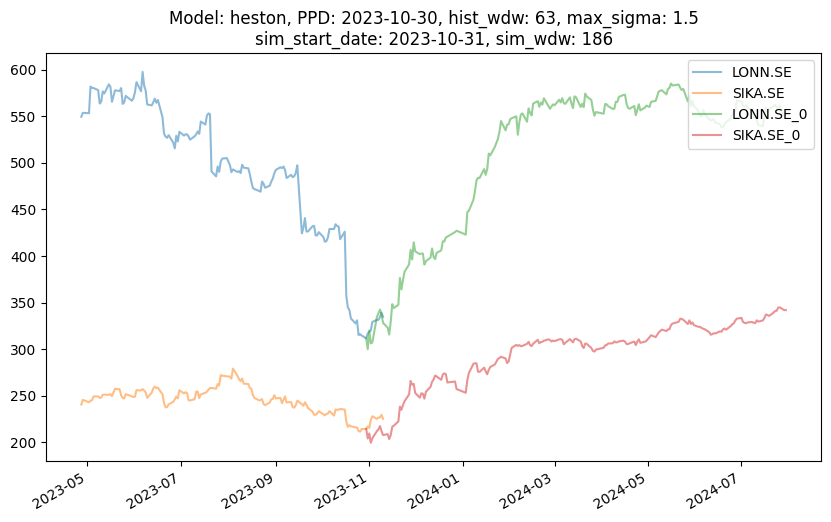 Model: heston, PPD: 2023-10-30, hist_wdw: 63, max_sigma: 1.5
sim_start_date: 2023-10-31, sim_wdw: 186
600
550
500
450
400
350
300
250
200
LONN.SE
SIKA.SE
LONN.SE_0
SIKA.SE_0
2023-05
2023-07
2023-09
2023-11
2024-01
2024-03
2024-05
2024-07